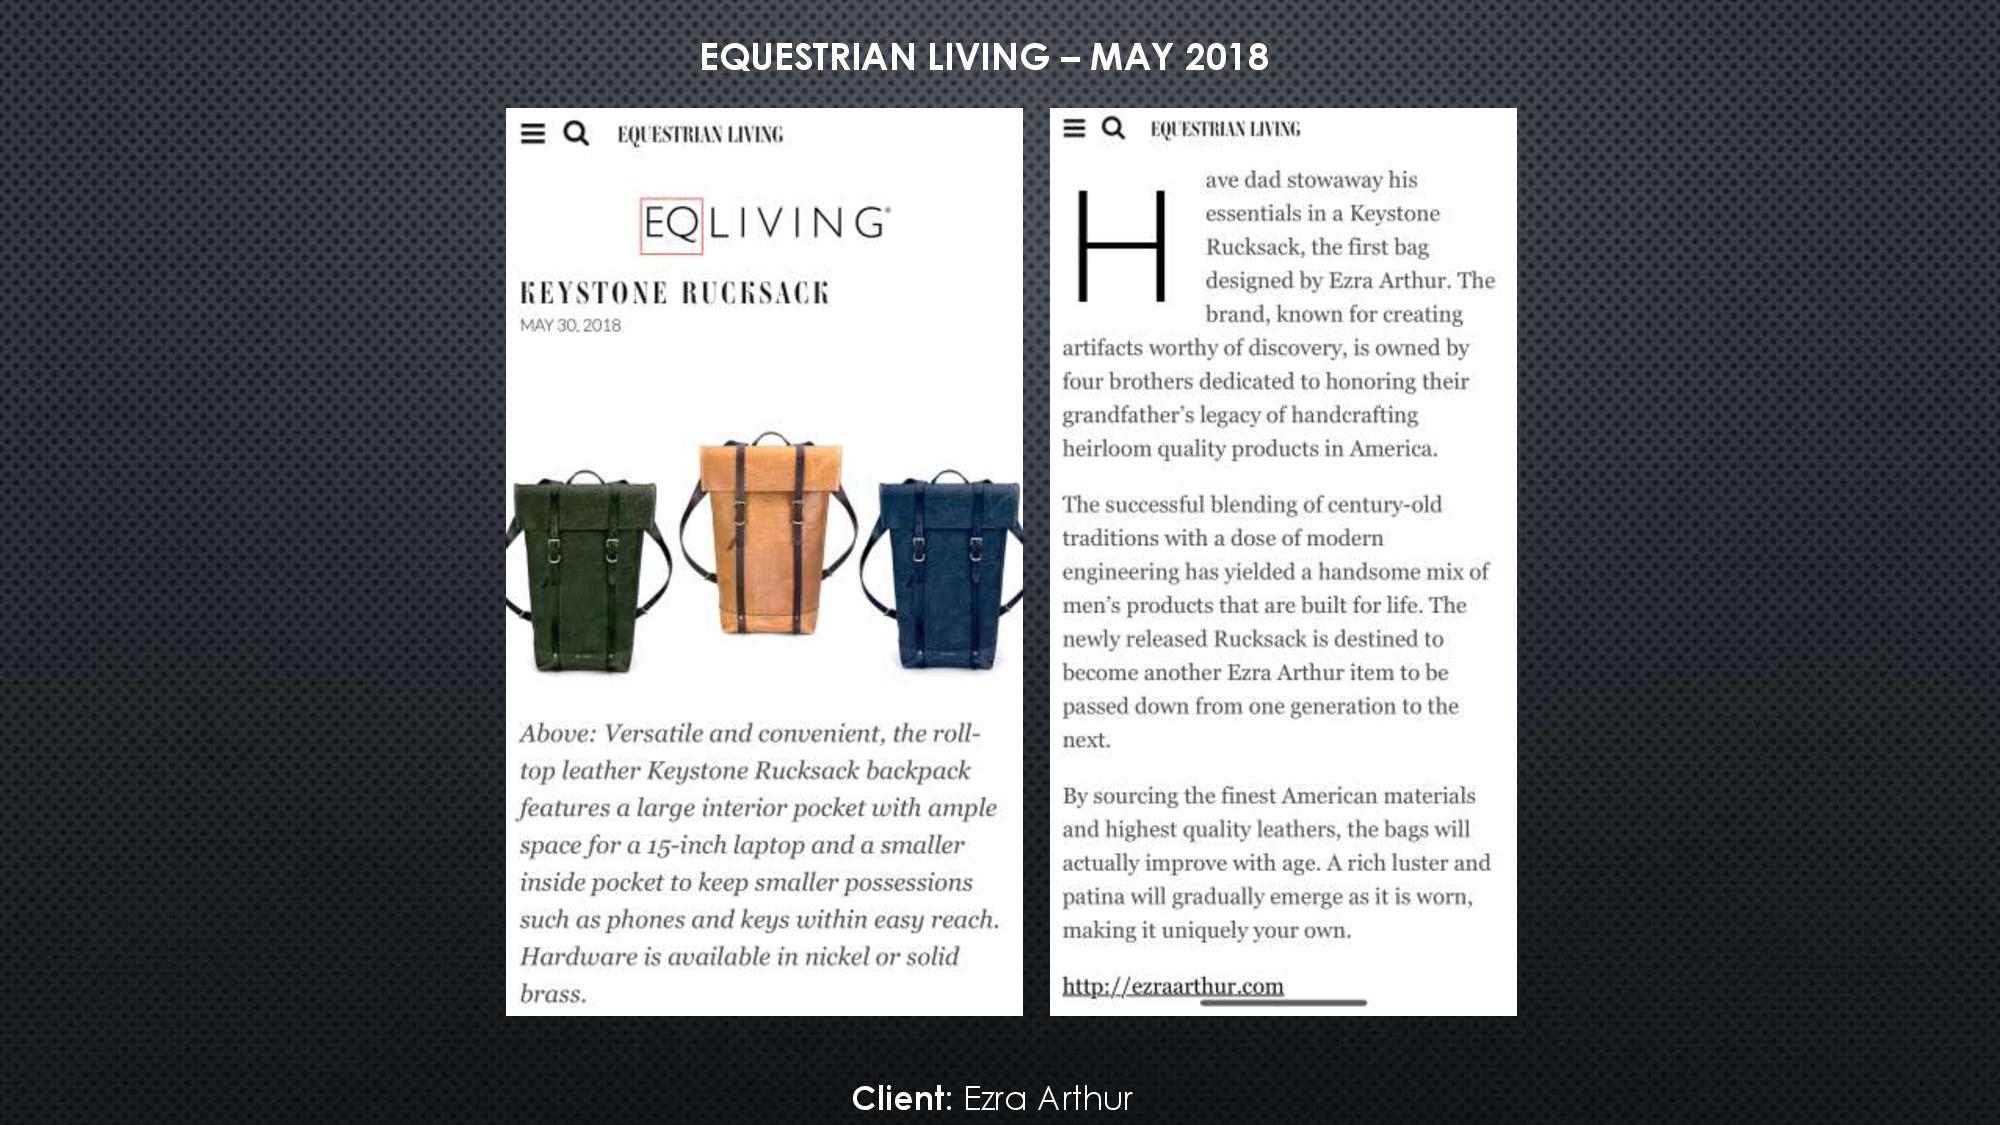 EQUESTRIAN LIVING – MAY 2018
EQUESTRIAN LIVING
EQLIVING®
KEYSTONE RUCKSACK
MAY 30, 2018
Above: Versatile and convenient, the roll-
top leather Keystone Rucksack backpack
features a large interior pocket with ample
space for a 15-inch laptop and a smaller
inside pocket to keep smaller possessions
such as phones and keys within easy reach.
Hardware is available in nickel or solid
brass.
EQUESTRIAN LIVING
Have dad stowaway his
essentials in a Keystone
Rucksack, the first bag
designed by Ezra Arthur. The
brand, known for creating
artifacts worthy of discovery, is owned by
four brothers dedicated to honoring their
grandfather’s legacy of handcrafting
heirloom quality products in America.
The successful blending of century-old
traditions with a dose of modern
engineering has yielded a handsome mix of
men’s products that are built for life. The
newly released Rucksack is destined to
become another Ezra Arthur item to be
passed down from one generation to the
next.
By sourcing the finest American materials
and highest quality leathers, the bags will
actually improve with age. A rich luster and
patina will gradually emerge as it is worn,
making it uniquely your own.
http://ezraarthur.com
Client: Ezra Arthur